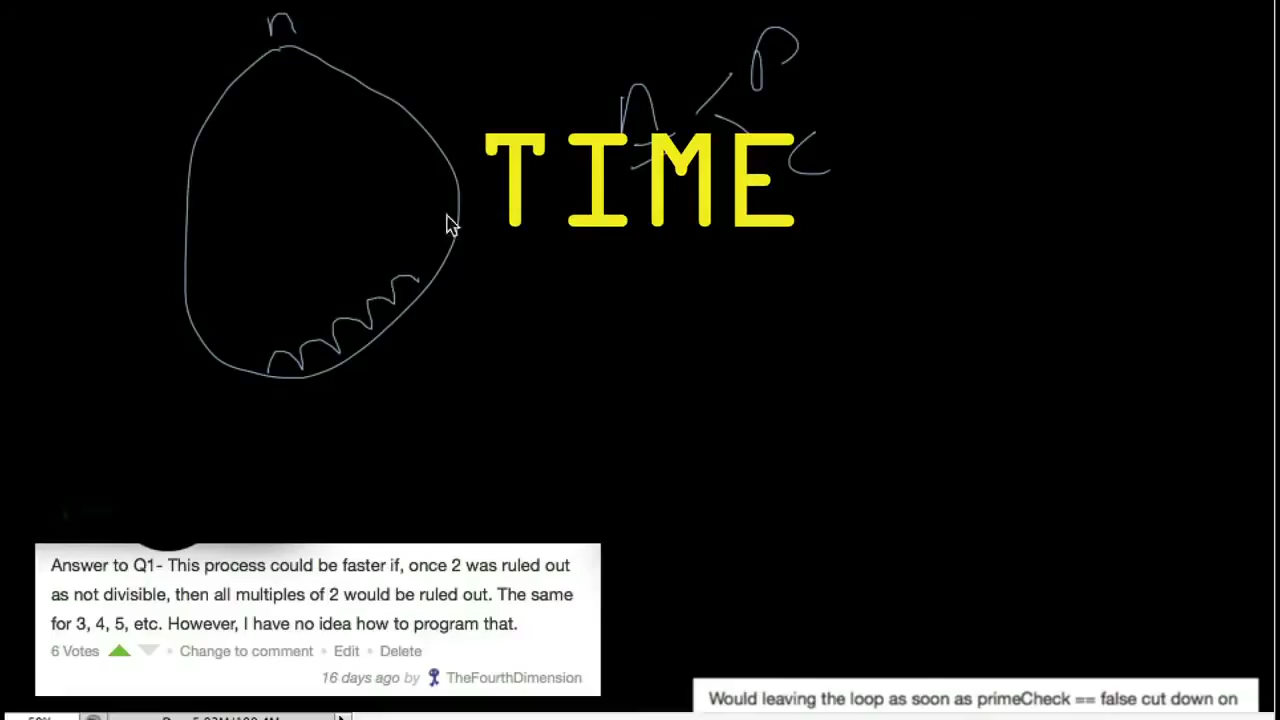 n
P
n
TIME
C
Answer to Q1- This process could be faster if, once 2 was ruled out
as not divisible, then all multiples of 2 would be ruled out. The same
for 3, 4, 5, etc. However, I have no idea how to program that.
6 Votes • Change to comment • Edit • Delete
16 days ago by TheFourthDimension
Would leaving the loop as soon as primeCheck == false cut down on